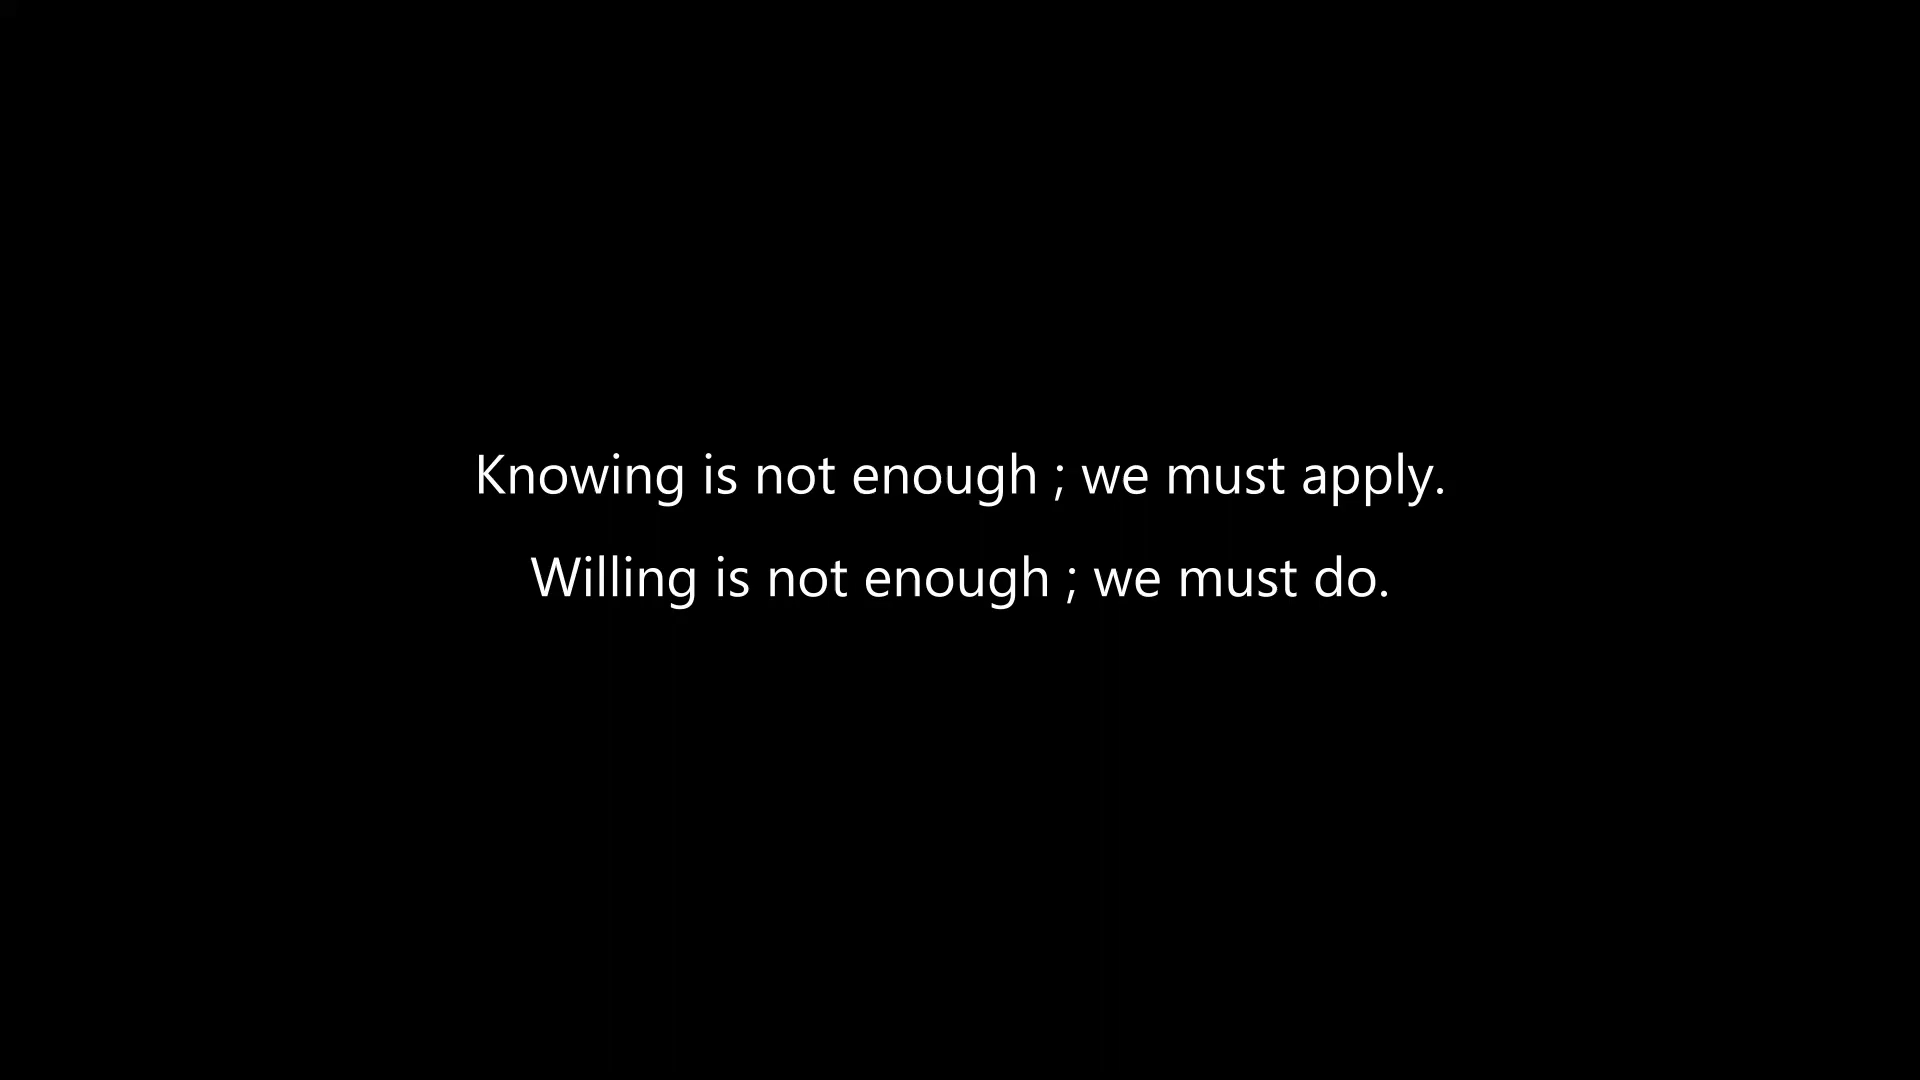 Knowing is not enough ; we must apply.
Willing is not enough ; we must do.